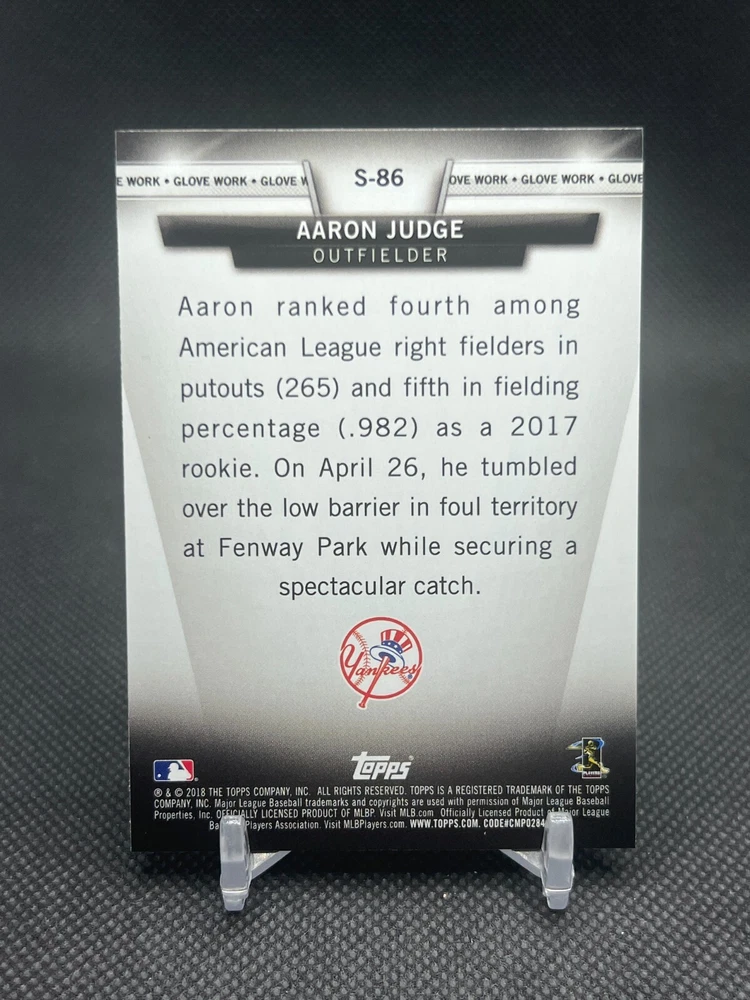 E WORK • GLOVE WORK • GLOVE W
S-86
OVE WORK • GLOVE WORK • GLOVE
AARON JUDGE
OUTFIELDER
Aaron ranked fourth among
American League right fielders in
putouts (265) and fifth in fielding
percentage (.982) as a 2017
rookie. On April 26, he tumbled
over the low barrier in foul territory
at Fenway Park while securing a
spectacular catch.
Yankees
topps
® & © 2018 THE TOPPS COMPANY, INC. ALL RIGHTS RESERVED. TOPPS IS A REGISTERED TRADEMARK OF THE TOPPS
COMPANY, INC. Major League Baseball trademarks and copyrights are used with permission of Major League Baseball
Properties, Inc. OFFICIALLY LICENSED PRODUCT OF MLBP. Visit MLB.com Officially Licensed Product of Major League
Players Association. Visit MLBPlayers.com. WWW.TOPPS.COM. CODE#CMP0284